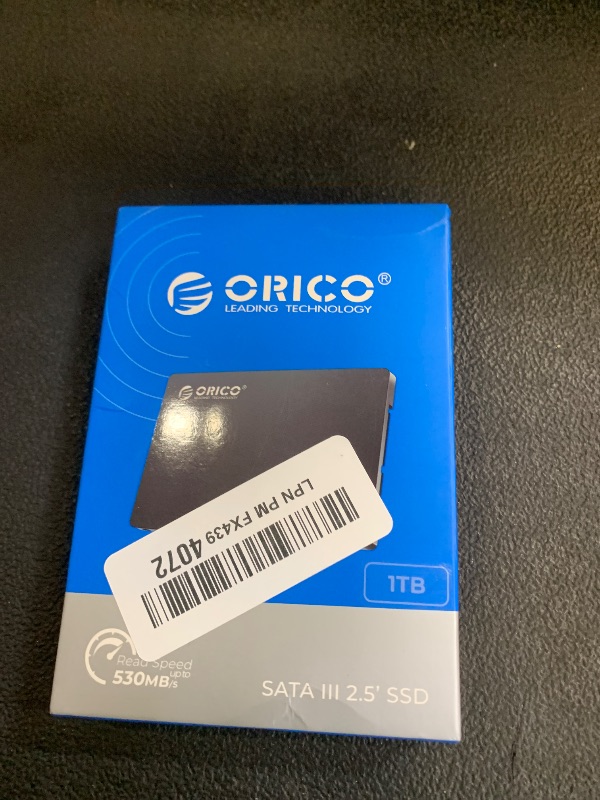 ORICO®
LEADING TECHNOLOGY
ORICO®
LPN PM FX439 4072
1TB
Read Speed
up to
530MB/s
SATA III 2.5' SSD